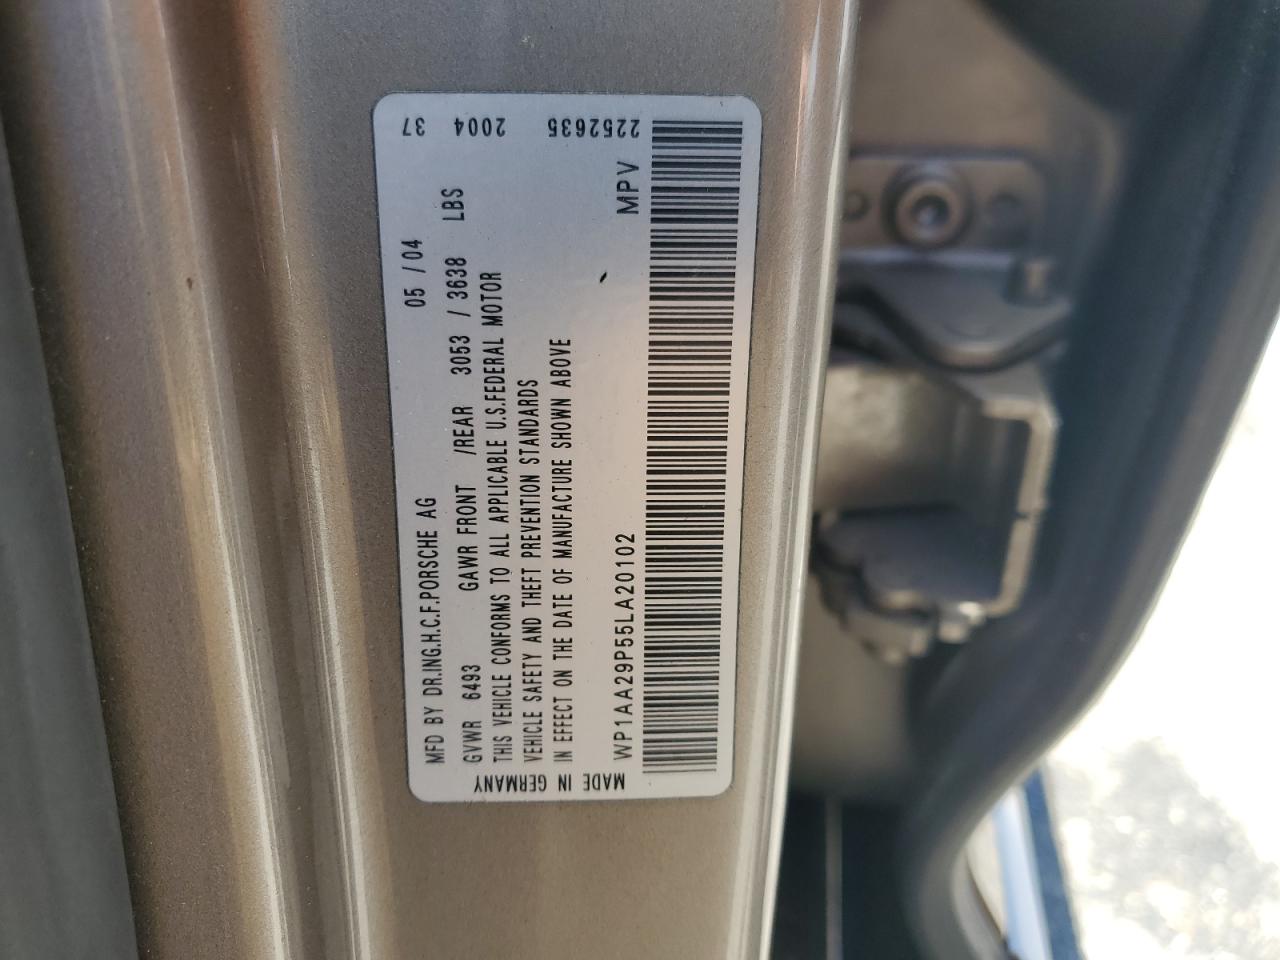 MFD BY DR.ING.H.C.F.PORSCHE AG 05 /04
GVWR 6493 GAWR FRONT /REAR 3053 / 3638 LBS
THIS VEHICLE CONFORMS TO ALL APPLICABLE U.S.FEDERAL MOTOR
VEHICLE SAFETY AND THEFT PREVENTION STANDARDS
IN EFFECT ON THE DATE OF MANUFACTURE SHOWN ABOVE
WP1AA29P55LA20102 MPV
MADE IN GERMANY
2252635 2004 37